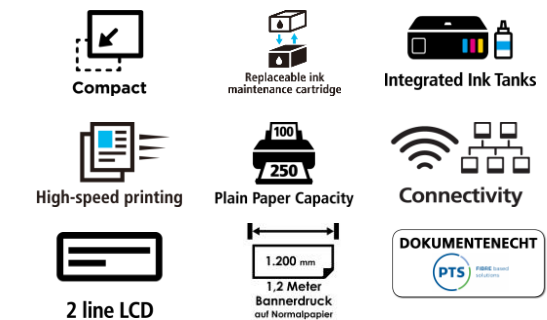 Compact
Replaceable ink
maintenance cartridge
Integrated Ink Tanks
High-speed printing
100
250
Plain Paper Capacity
Connectivity
2 line LCD
1.200 mm
1,2 Meter
Bannerdruck
auf Normalpapier
DOKUMENTENECHT
PTS
FIBRE based
solutions